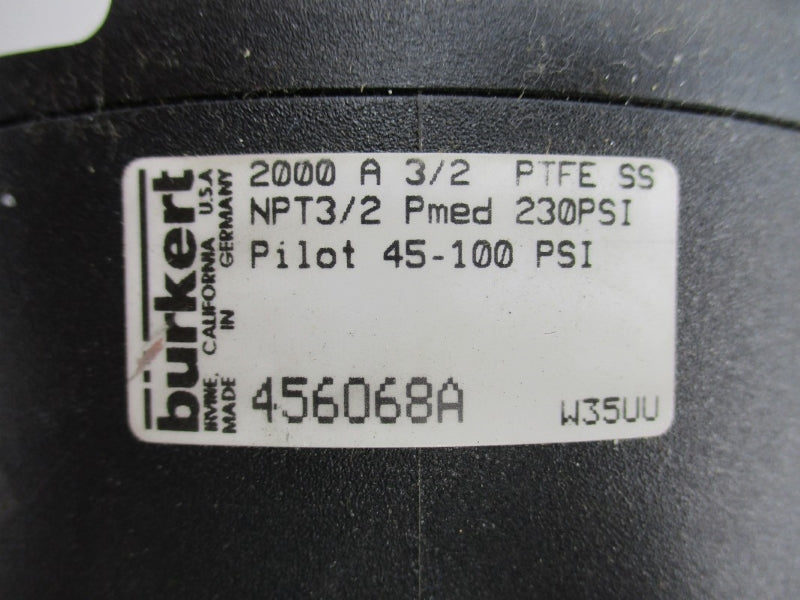 bürkert
IRVINE, CALIFORNIA U.S.A
MADE IN GERMANY
2000 A 3/2 PTFE SS
NPT3/2 Pmed 230PSI
Pilot 45-100 PSI
456068A W35UU